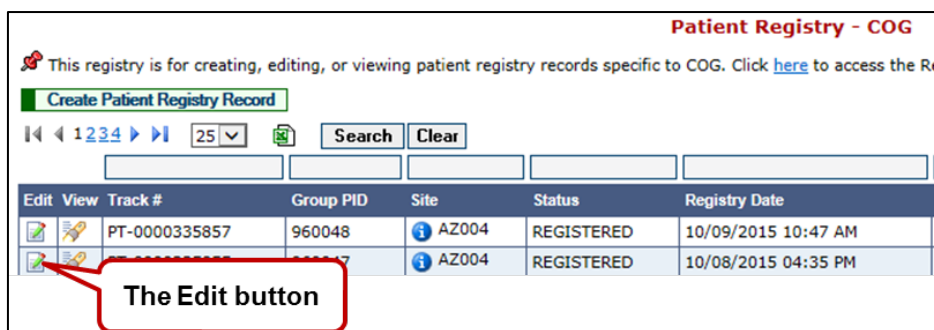 Patient Registry - COG
This registry is for creating, editing, or viewing patient registry records specific to COG. Click here to access the
Create Patient Registry Record
1234 25 Search Clear
Edit View Track # Group PID Site Status Registry Date
PT-0000335857 960048 AZ004 REGISTERED 10/09/2015 10:47 AM
AZ004 REGISTERED 10/08/2015 04:35 PM
The Edit button